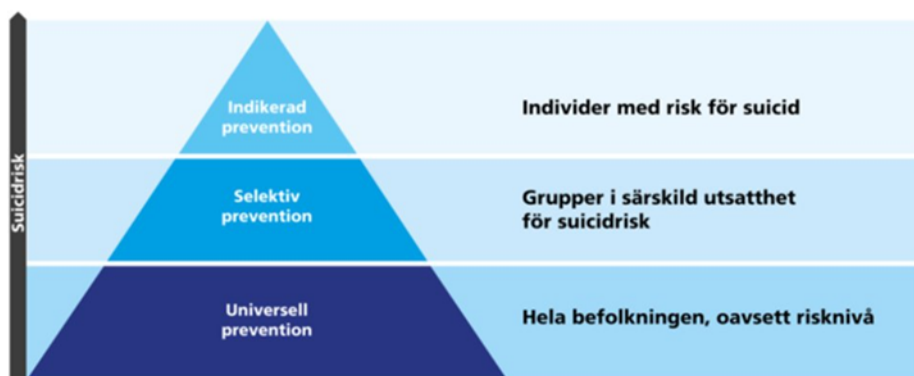 Suicidrisk
Indikerad
prevention
Individer med risk för suicid
Selektiv
prevention
Grupper i särskild utsatthet
för suicidrisk
Universell
prevention
Hela befolkningen, oavsett risknivå